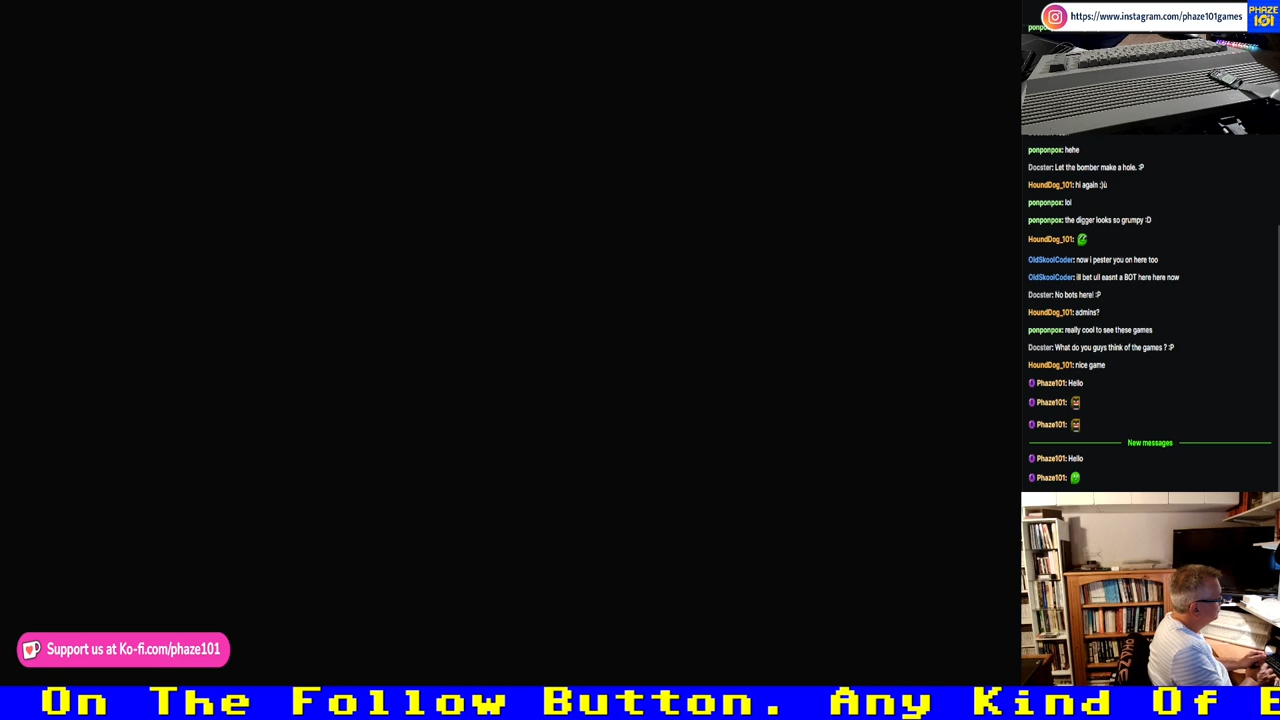 https://www.instagram.com/phaze101games
PHAZE
101
ponponpox: hehe
Docster: Let the bomber make a hole. :P
HoundDog_101: hi again :)ù
ponponpox: lol
ponponpox: the digger looks so grumpy :D
HoundDog_101:
OldSkoolCoder: now i pester you on here too
OldSkoolCoder: ill bet ull easnt a BOT here here now
Docster: No bots here! :P
HoundDog_101: admins?
ponponpox: really cool to see these games
Docster: What do you guys think of the games ? :P
HoundDog_101: nice game
Phaze101: Hello
Phaze101:
Phaze101:
New messages
Phaze101: Hello
Phaze101:
Support us at Ko-fi.com/phaze101
On The Follow Button. Any Kind Of